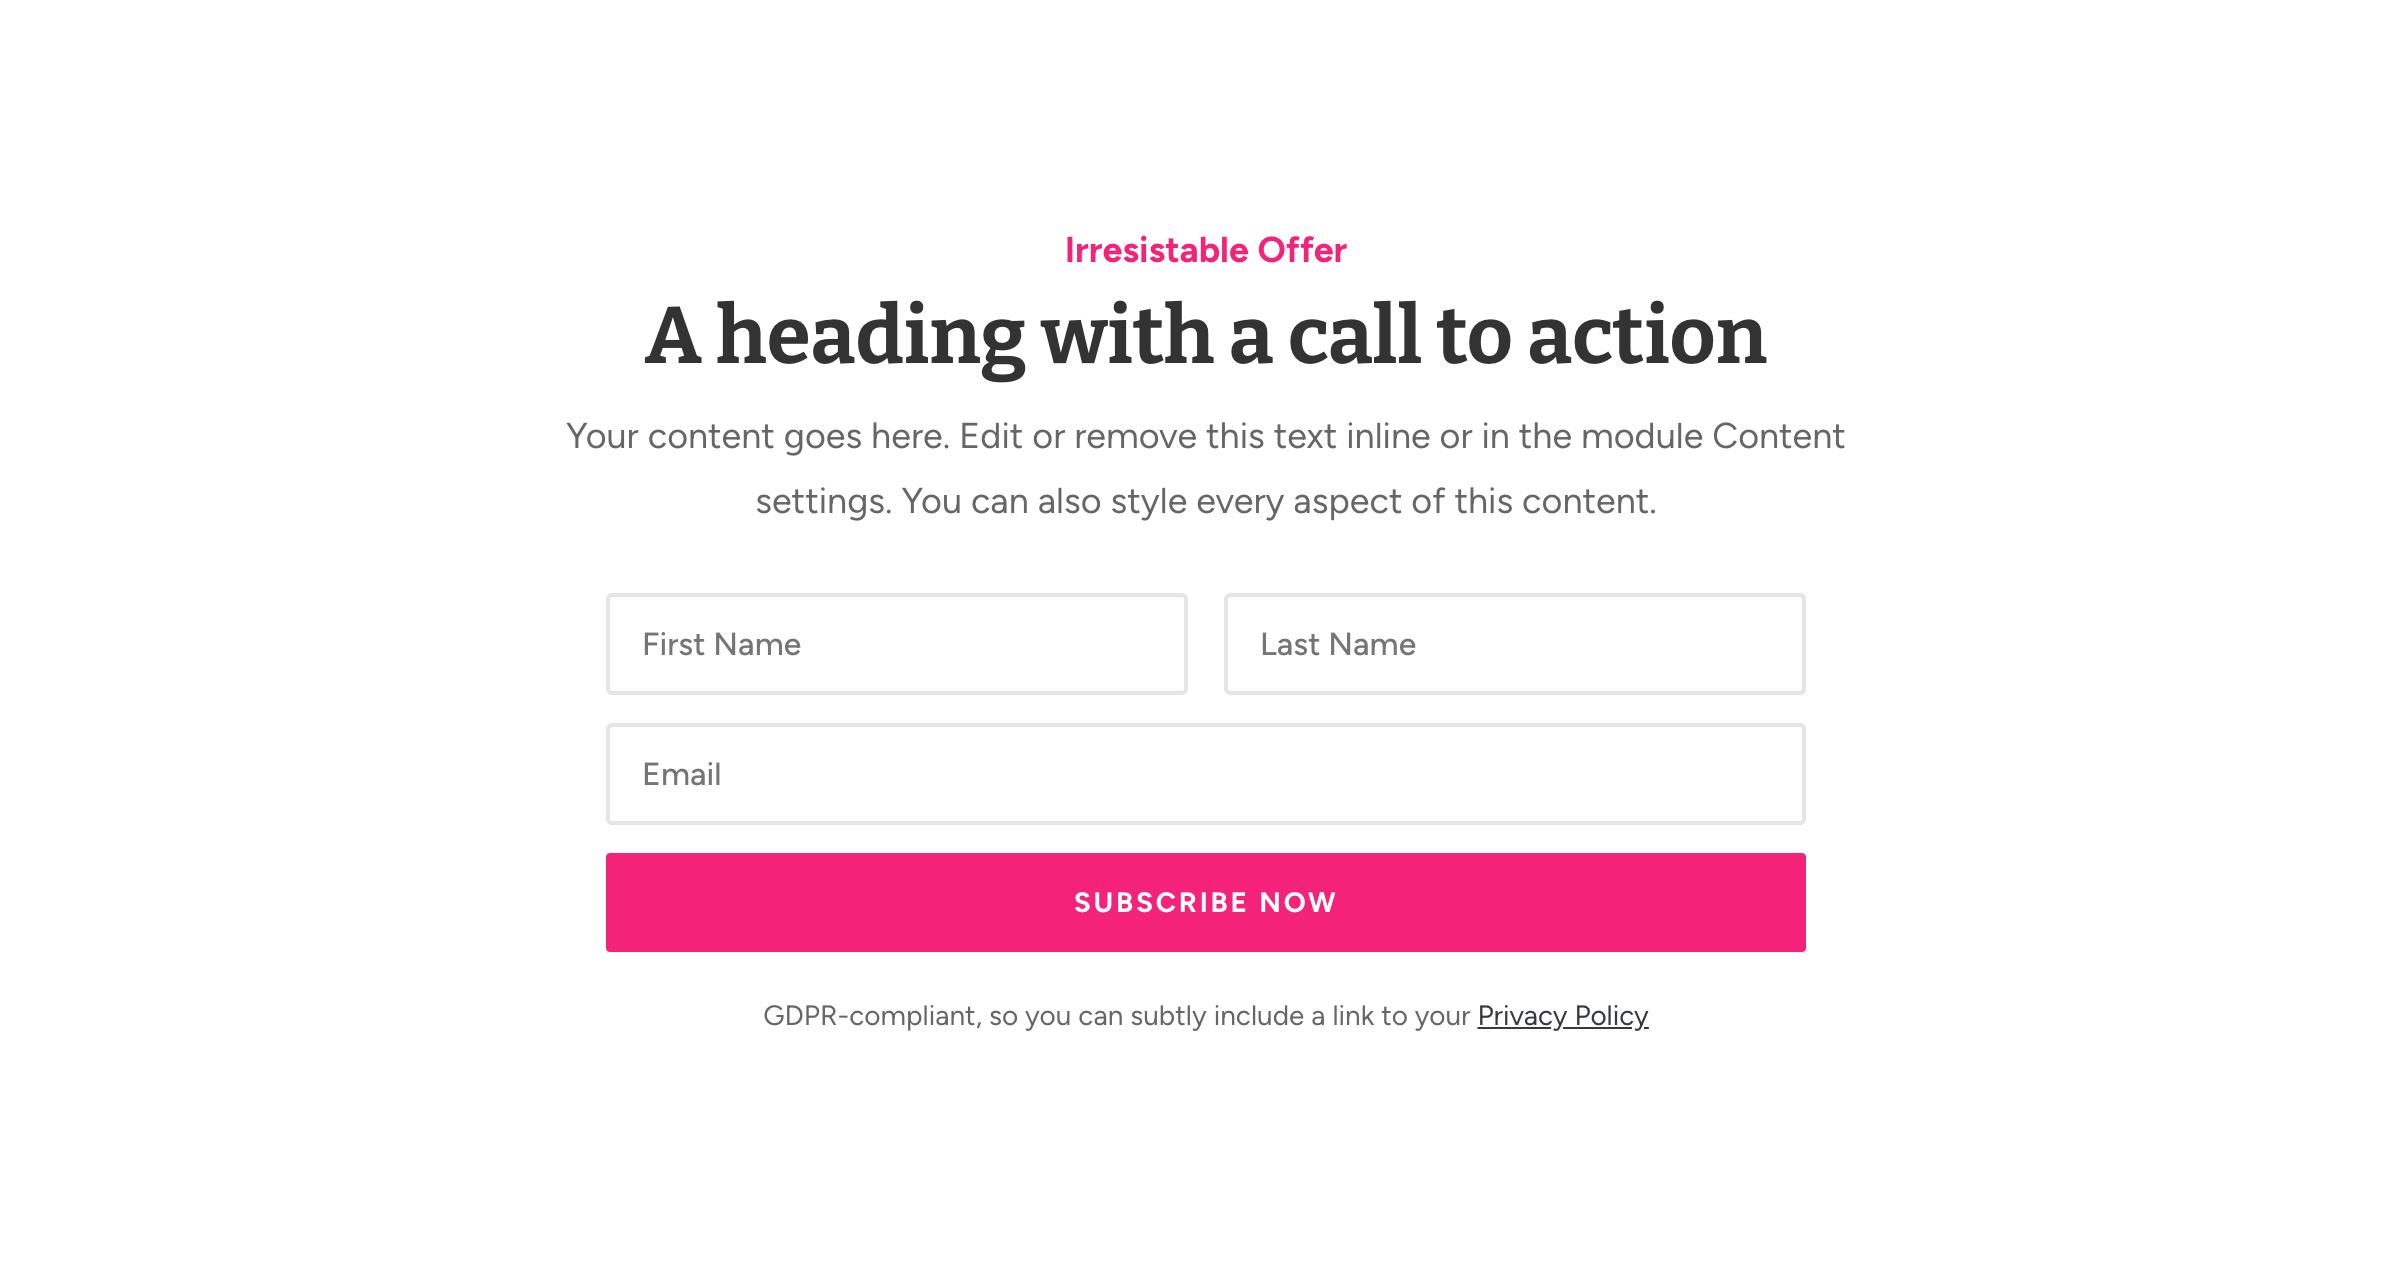 Irresistable Offer
A heading with a call to action
Your content goes here. Edit or remove this text inline or in the module Content
settings. You can also style every aspect of this content.
First Name
Last Name
Email
SUBSCRIBE NOW
GDPR-compliant, so you can subtly include a link to your Privacy Policy